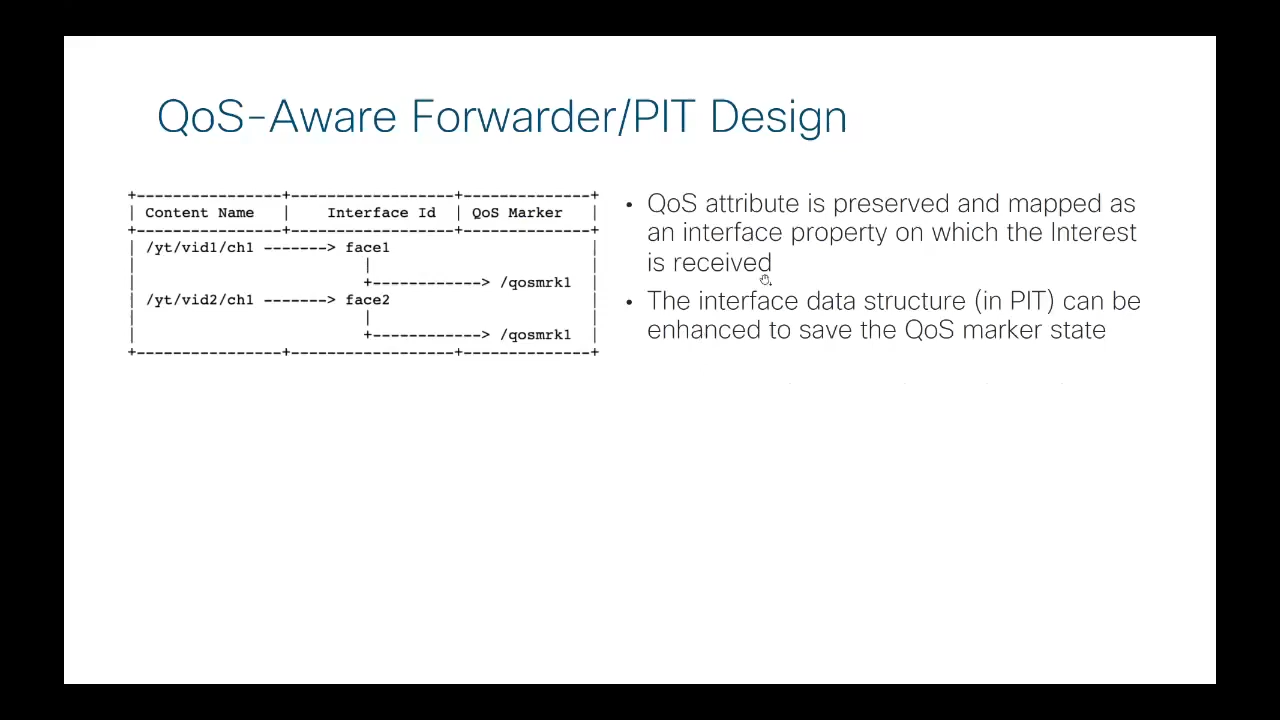 QoS-Aware Forwarder/PIT Design
+----------------+------------------+--------------+
| Content Name   |    Interface Id  | QoS Marker   |
+----------------+------------------+--------------+
| /yt/vid1/ch1 -------> face1                      |
|                         |                        |
|                         +------------> /qosmrk1  |
| /yt/vid2/ch1 -------> face2                      |
|                         |                        |
|                         +------------> /qosmrk1  |
+----------------+------------------+--------------+
• QoS attribute is preserved and mapped as
an interface property on which the Interest
is received
• The interface data structure (in PIT) can be
enhanced to save the QoS marker state